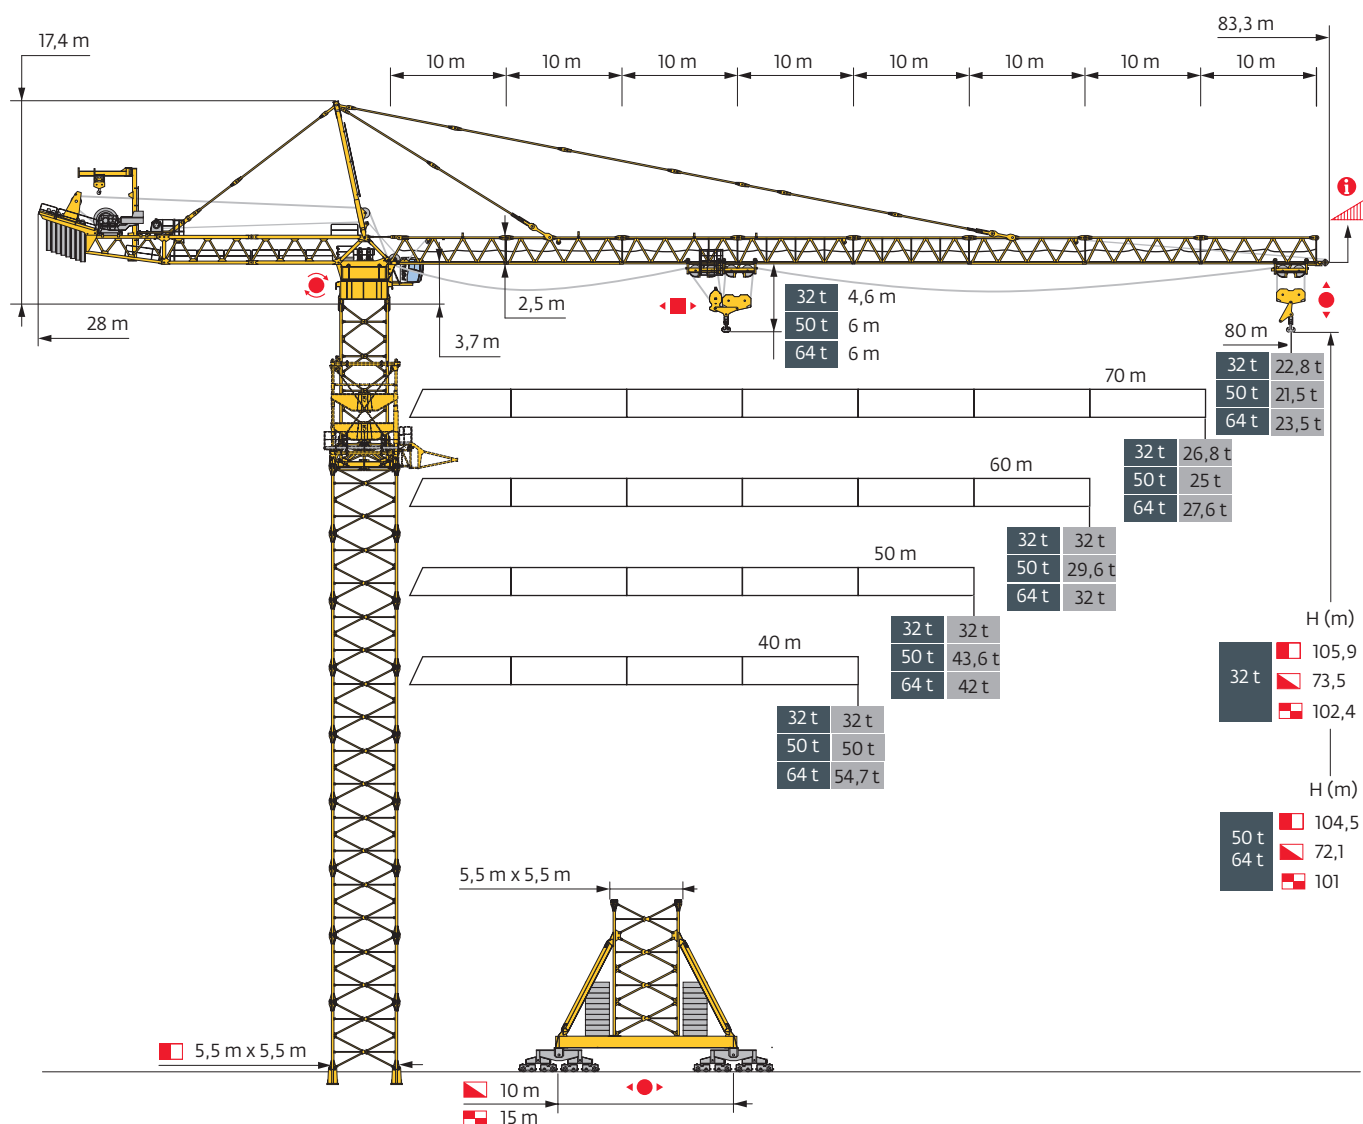 83,3 m
17,4 m
10 m 10 m 10 m 10 m 10 m 10 m 10 m 10 m
i
28 m
2,5 m
3,7 m
32 t 4,6 m
50 t 6 m
64 t 6 m
80 m
32 t 22,8 t
50 t 21,5 t
64 t 23,5 t
70 m
32 t 26,8 t
50 t 25 t
64 t 27,6 t
60 m
32 t 32 t
50 t 29,6 t
64 t 32 t
50 m
32 t 32 t
50 t 43,6 t
64 t 42 t
40 m
32 t 32 t
50 t 50 t
64 t 54,7 t
H (m)
32 t
105,9
73,5
102,4
H (m)
50 t
64 t
104,5
72,1
101
5,5 m x 5,5 m
5,5 m x 5,5 m
10 m
15 m